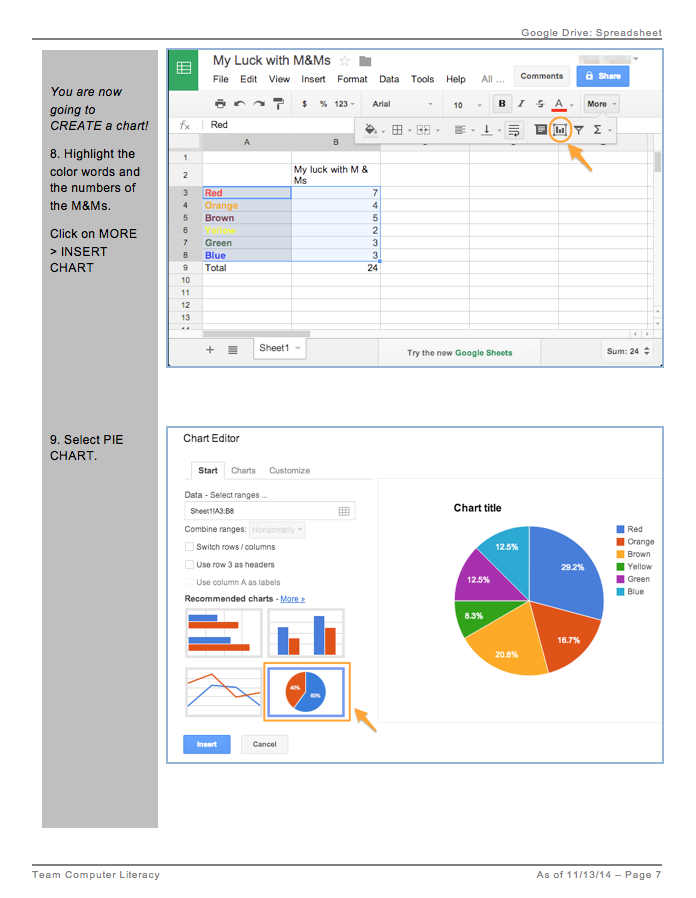 Google Drive: Spreadsheet
You are now
going to
CREATE a chart!
8. Highlight the
color words and
the numbers of
the M&Ms.
Click on MORE
> INSERT
CHART
My Luck with M&Ms
File Edit View Insert Format Data Tools Help All ...
Comments
Share
$ % 123 Arial 10 B I S A More
fx Red
A B
1
2 My luck with M &
Ms
3 Red 7
4 Orange 4
5 Brown 5
6 Yellow 2
7 Green 3
8 Blue 3
9 Total 24
10
11
12
13
14
+ Sheet1
Try the new Google Sheets
Sum: 24
9. Select PIE
CHART.
Chart Editor
Start Charts Customize
Data - Select ranges ...
Sheet1!A3:B8
Combine ranges: Horizontally
Switch rows / columns
Use row 3 as headers
Use column A as labels
Recommended charts - More »
40%
60%
Insert Cancel
Chart title
29.2%
16.7%
20.8%
8.3%
12.5%
12.5%
Red
Orange
Brown
Yellow
Green
Blue
Team Computer Literacy
As of 11/13/14 – Page 7